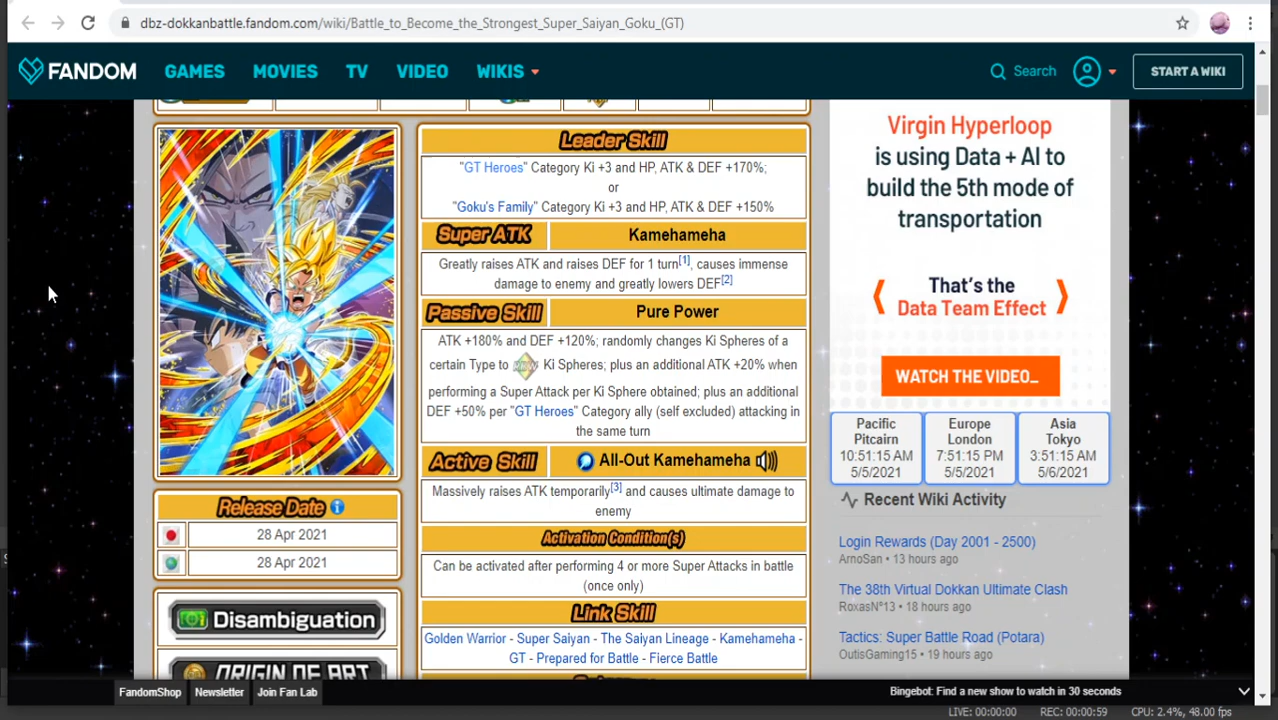 dbz-dokkanbattle.fandom.com/wiki/Battle_to_Become_the_Strongest_Super_Saiyan_Goku_(GT)
FANDOM
GAMES
MOVIES
TV
VIDEO
WIKIS
Search
START A WIKI
Leader Skill
"GT Heroes" Category Ki +3 and HP, ATK & DEF +170%;
or
"Goku's Family" Category Ki +3 and HP, ATK & DEF +150%
Super ATK
Kamehameha
Greatly raises ATK and raises DEF for 1 turn[1], causes immense
damage to enemy and greatly lowers DEF[2]
Passive Skill
Pure Power
ATK +180% and DEF +120%; randomly changes Ki Spheres of a
certain Type to Ki Spheres; plus an additional ATK +20% when
performing a Super Attack per Ki Sphere obtained; plus an additional
DEF +50% per "GT Heroes" Category ally (self excluded) attacking in
the same turn
Active Skill
All-Out Kamehameha
Massively raises ATK temporarily[3] and causes ultimate damage to
enemy
Activation Condition(s)
Can be activated after performing 4 or more Super Attacks in battle
(once only)
Link Skill
Golden Warrior - Super Saiyan - The Saiyan Lineage - Kamehameha -
GT - Prepared for Battle - Fierce Battle
Release Date
28 Apr 2021
28 Apr 2021
Disambiguation
ORIGIN OF ART
Virgin Hyperloop
is using Data + AI to
build the 5th mode of
transportation
That's the
Data Team Effect
WATCH THE VIDEO_
Pacific
Pitcairn
10:51:15 AM
5/5/2021
Europe
London
7:51:15 PM
5/5/2021
Asia
Tokyo
3:51:15 AM
5/6/2021
Recent Wiki Activity
Login Rewards (Day 2001 - 2500)
ArnoSan • 13 hours ago
The 38th Virtual Dokkan Ultimate Clash
RoxasN°13 • 18 hours ago
Tactics: Super Battle Road (Potara)
OutisGaming15 • 19 hours ago
FandomShop
Newsletter
Join Fan Lab
Bingebot: Find a new show to watch in 30 seconds
LIVE: 00:00:00
REC: 00:00:59
CPU: 2.4%, 48.00 fps